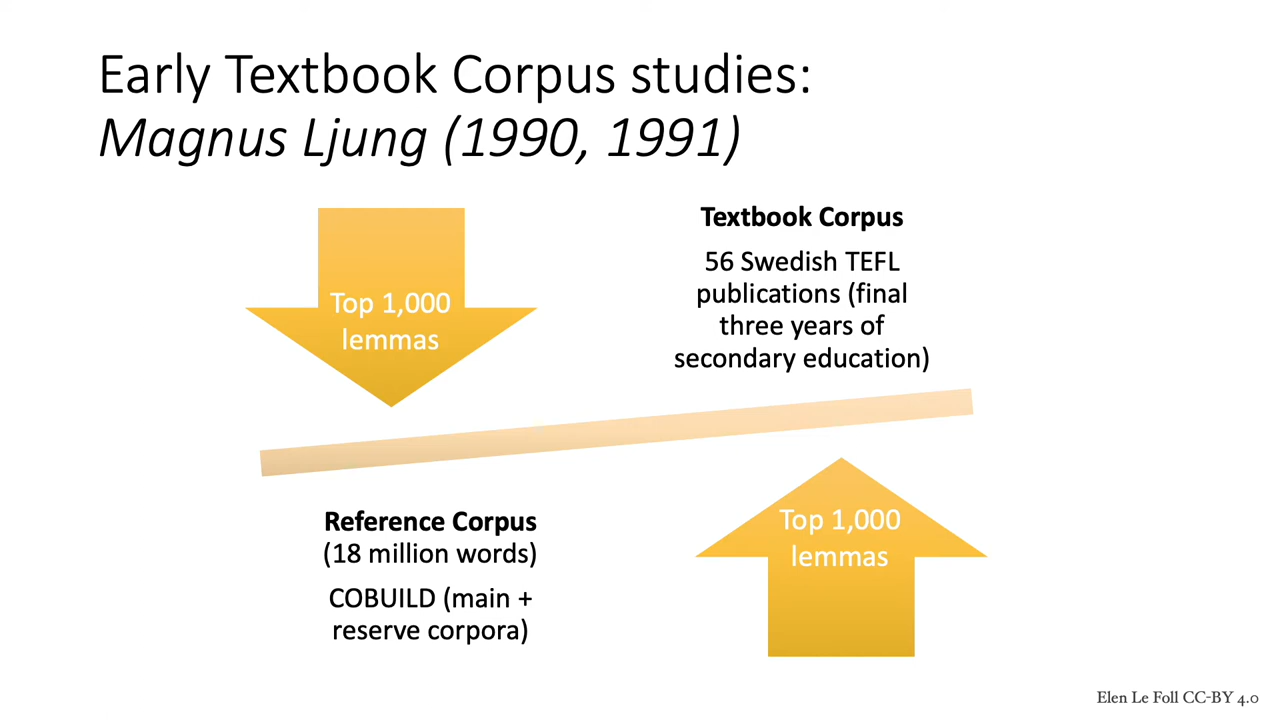 Early Textbook Corpus studies:
Magnus Ljung (1990, 1991)
Top 1,000
lemmas
Textbook Corpus
56 Swedish TEFL
publications (final
three years of
secondary education)
Reference Corpus
(18 million words)
COBUILD (main +
reserve corpora)
Top 1,000
lemmas
Elen Le Foll CC-BY 4.0